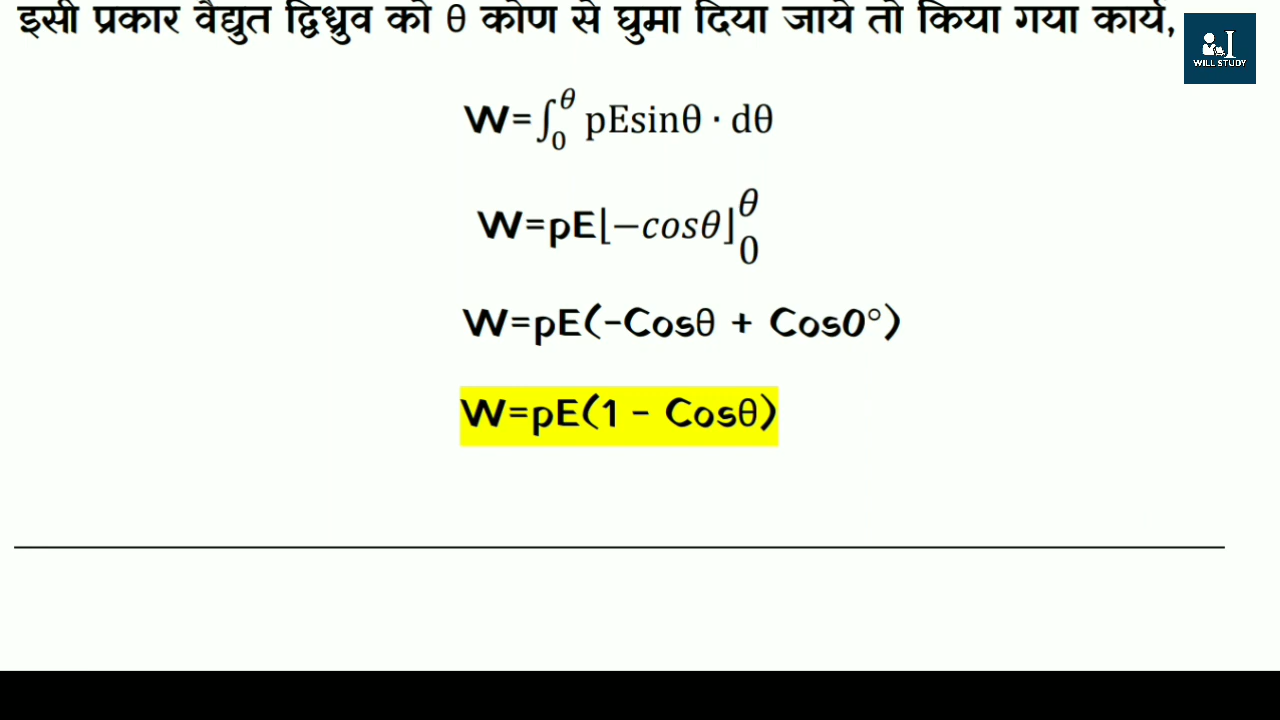 इसी प्रकार वैद्युत द्विध्रुव को θ कोण से घुमा दिया जाये तो किया गया कार्य,
I
WILL STUDY
W=∫₀^θ pEsinθ · dθ
W=pE⌊−cosθ⌋₀^θ
W=pE(-Cosθ + Cos0°)
W=pE(1 - Cosθ)